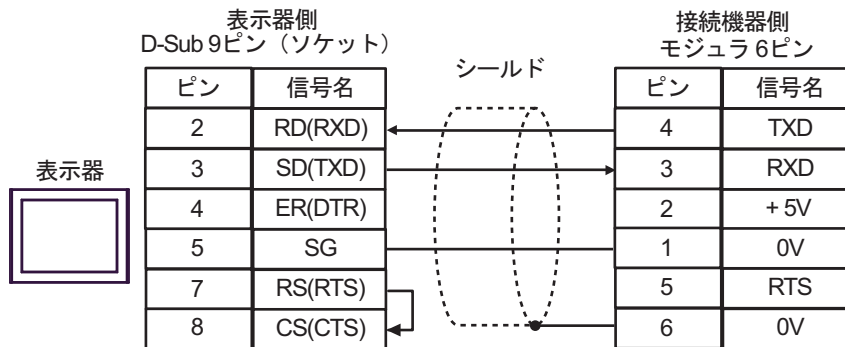 表示器側
D-Sub 9ピン（ソケット）
接続機器側
モジュラ 6ピン
シールド
表示器
ピン 信号名
2 RD(RXD)
3 SD(TXD)
4 ER(DTR)
5 SG
7 RS(RTS)
8 CS(CTS)
ピン 信号名
4 TXD
3 RXD
2 +5V
1 0V
5 RTS
6 0V